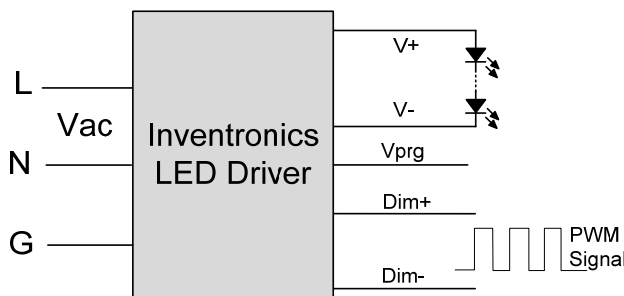 L
Vac
N
G
Inventronics
LED Driver
V+
V-
Vprg
Dim+
Dim-
PWM
Signal